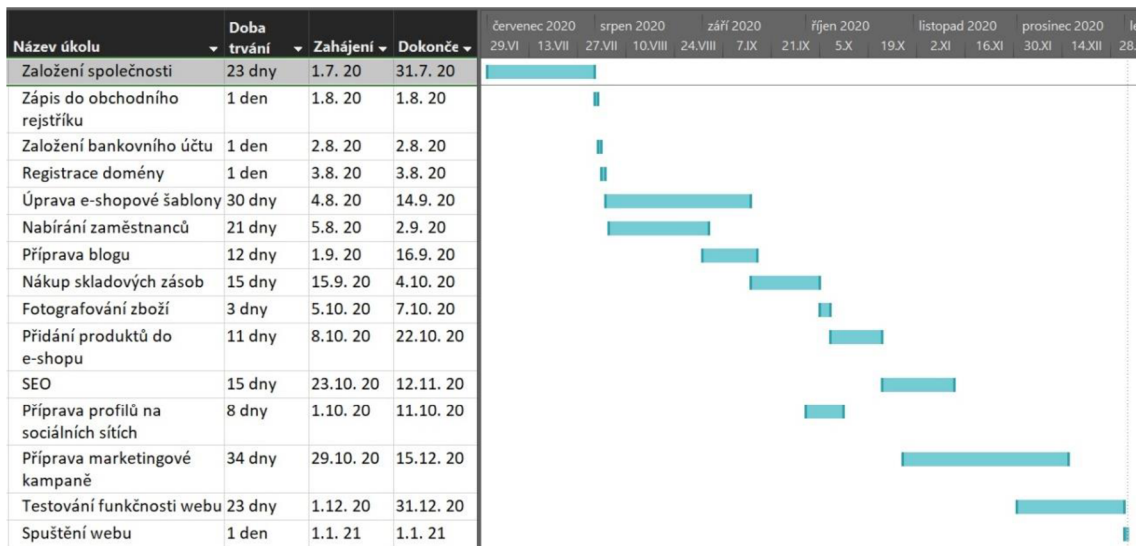 Název úkolu Doba trvání Zahájení Dokonče
červenec 2020 srpen 2020 září 2020 říjen 2020 listopad 2020 prosinec 2020 le
29.VI 13.VII 27.VII 10.VIII 24.VIII 7.IX 21.IX 5.X 19.X 2.XI 16.XI 30.XI 14.XII 28.
Založení společnosti 23 dny 1.7. 20 31.7. 20
Zápis do obchodního 1 den 1.8. 20 1.8. 20
rejstříku
Založení bankovního účtu 1 den 2.8. 20 2.8. 20
Registrace domény 1 den 3.8. 20 3.8. 20
Úprava e-shopové šablony 30 dny 4.8. 20 14.9. 20
Nabírání zaměstnanců 21 dny 5.8. 20 2.9. 20
Příprava blogu 12 dny 1.9. 20 16.9. 20
Nákup skladových zásob 15 dny 15.9. 20 4.10. 20
Fotografování zboží 3 dny 5.10. 20 7.10. 20
Přidání produktů do 11 dny 8.10. 20 22.10. 20
e-shopu
SEO 15 dny 23.10. 20 12.11. 20
Příprava profilů na 8 dny 1.10. 20 11.10. 20
sociálních sítích
Příprava marketingové 34 dny 29.10. 20 15.12. 20
kampaně
Testování funkčnosti webu 23 dny 1.12. 20 31.12. 20
Spuštění webu 1 den 1.1. 21 1.1. 21